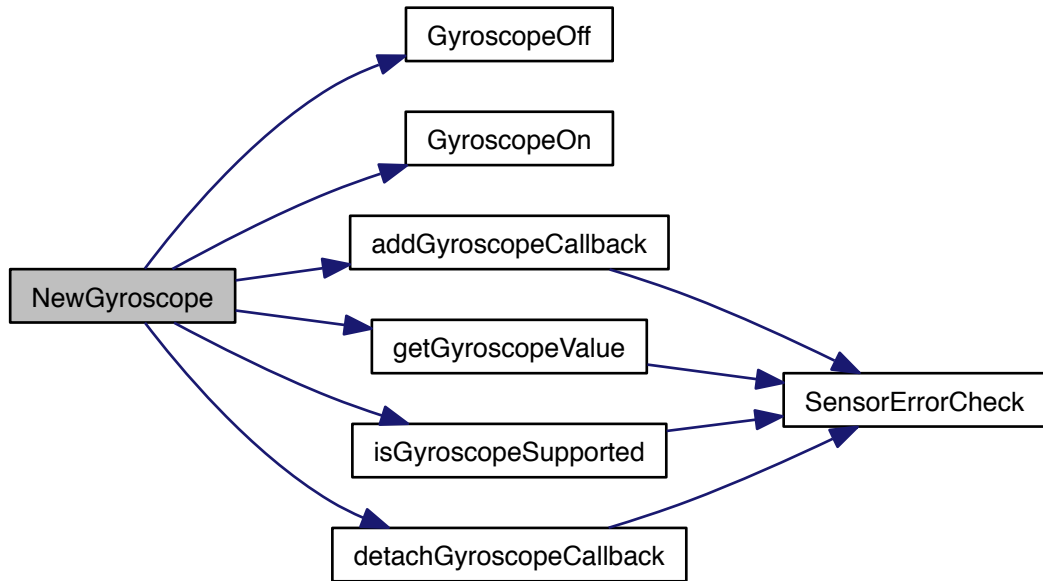 GyroscopeOff
GyroscopeOn
addGyroscopeCallback
NewGyroscope
getGyroscopeValue
SensorErrorCheck
isGyroscopeSupported
detachGyroscopeCallback